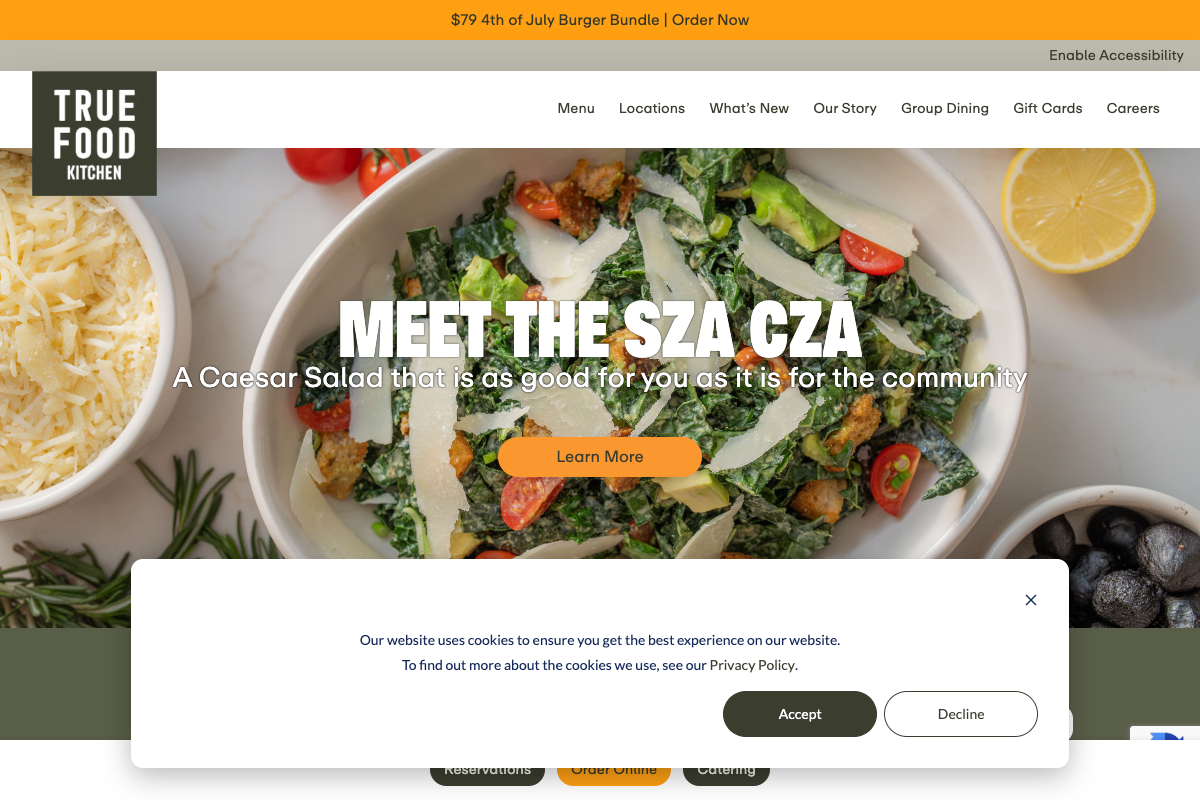 $79 4th of July Burger Bundle | Order Now
Enable Accessibility
TRUE
FOOD
KITCHEN
Menu Locations What's New Our Story Group Dining Gift Cards Careers
MEET THE SZA CZA
A Caesar Salad that is as good for you as it is for the community
Learn More
Our website uses cookies to ensure you get the best experience on our website.
To find out more about the cookies we use, see our Privacy Policy.
Accept Decline
Reservations Order Online Catering